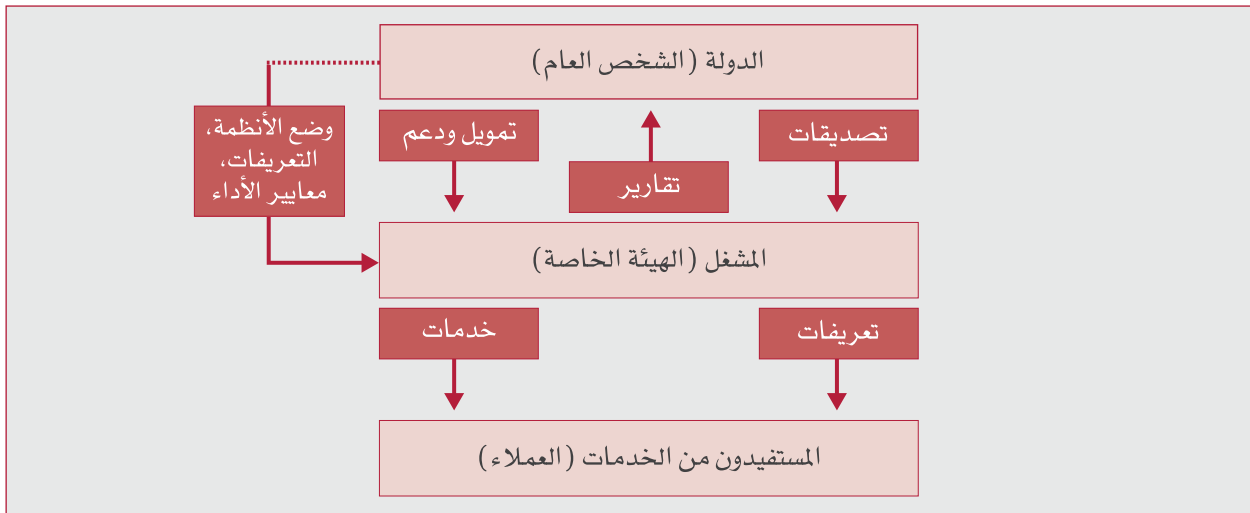 الدولة (الشخص العام)
تصديقات
تمويل ودعم
تقارير
وضع الأنظمة،
التعريفات،
معايير الأداء
المشغل (الهيئة الخاصة)
تعريفات
خدمات
المستفيدون من الخدمات (العملاء)